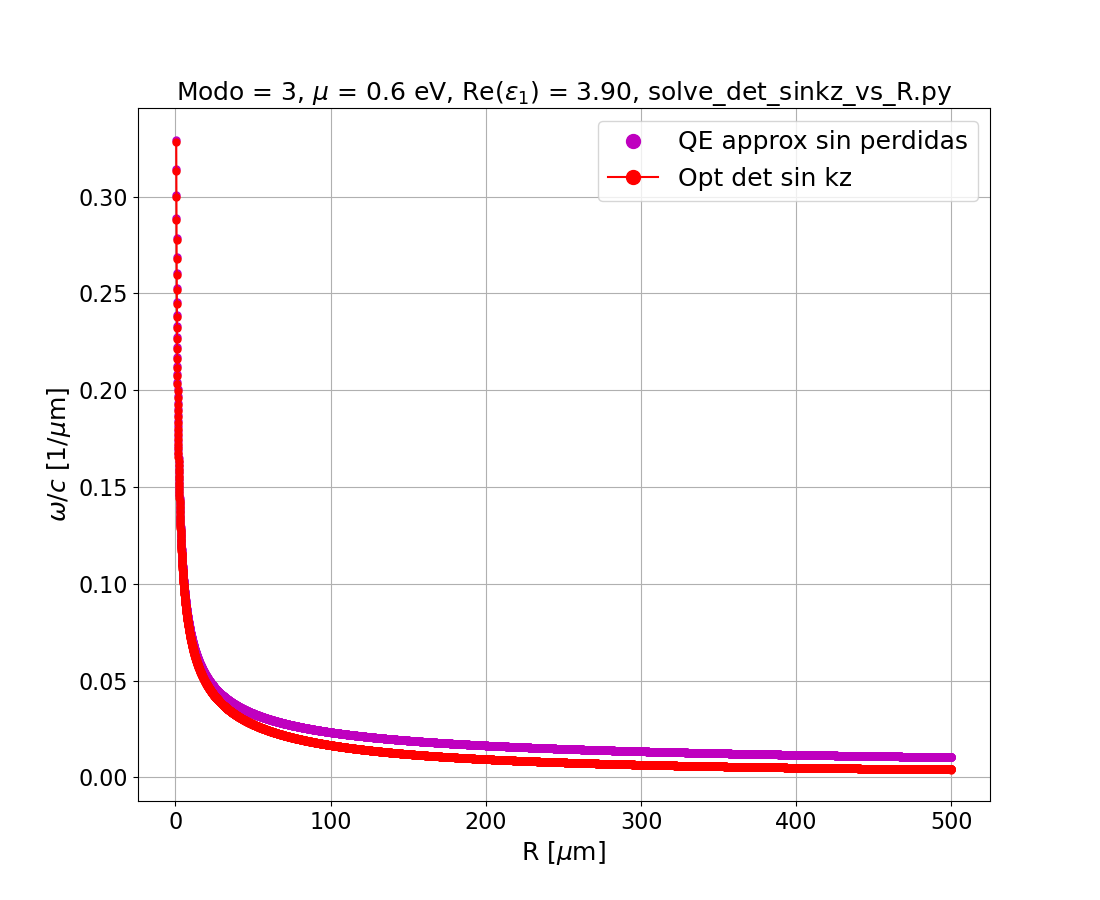 Modo = 3, μ = 0.6 eV, Re(ε₁) = 3.90, solve_det_sinkz_vs_R.py
QE approx sin perdidas
Opt det sin kz
0.30
0.25
0.20
0.15
0.10
0.05
0.00
ω/c [1/μm]
0 100 200 300 400 500
R [μm]